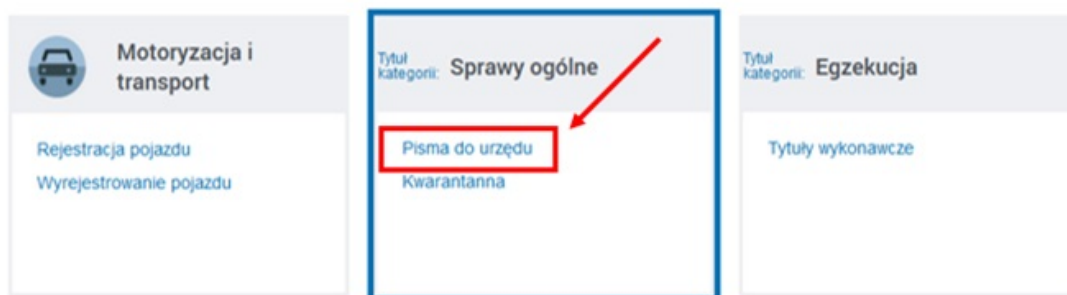 Motoryzacja i
transport
Rejestracja pojazdu
Wyrejestrowanie pojazdu
Tytuł
kategorii: Sprawy ogólne
Pisma do urzędu
Kwarantanna
Tytuł
kategorii: Egzekucja
Tytuły wykonawcze